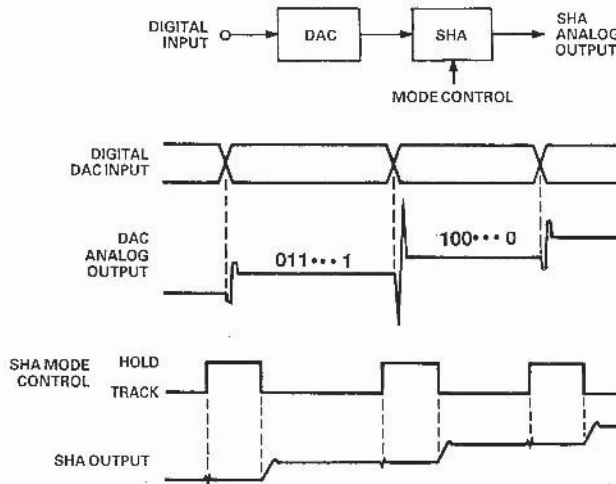 DIGITAL
INPUT
DAC
SHA
SHA
ANALOG
OUTPUT
MODE CONTROL
DIGITAL
DAC INPUT
DAC
ANALOG
OUTPUT
011••• 1
100••• 0
SHA MODE
CONTROL
HOLD
TRACK
SHA OUTPUT